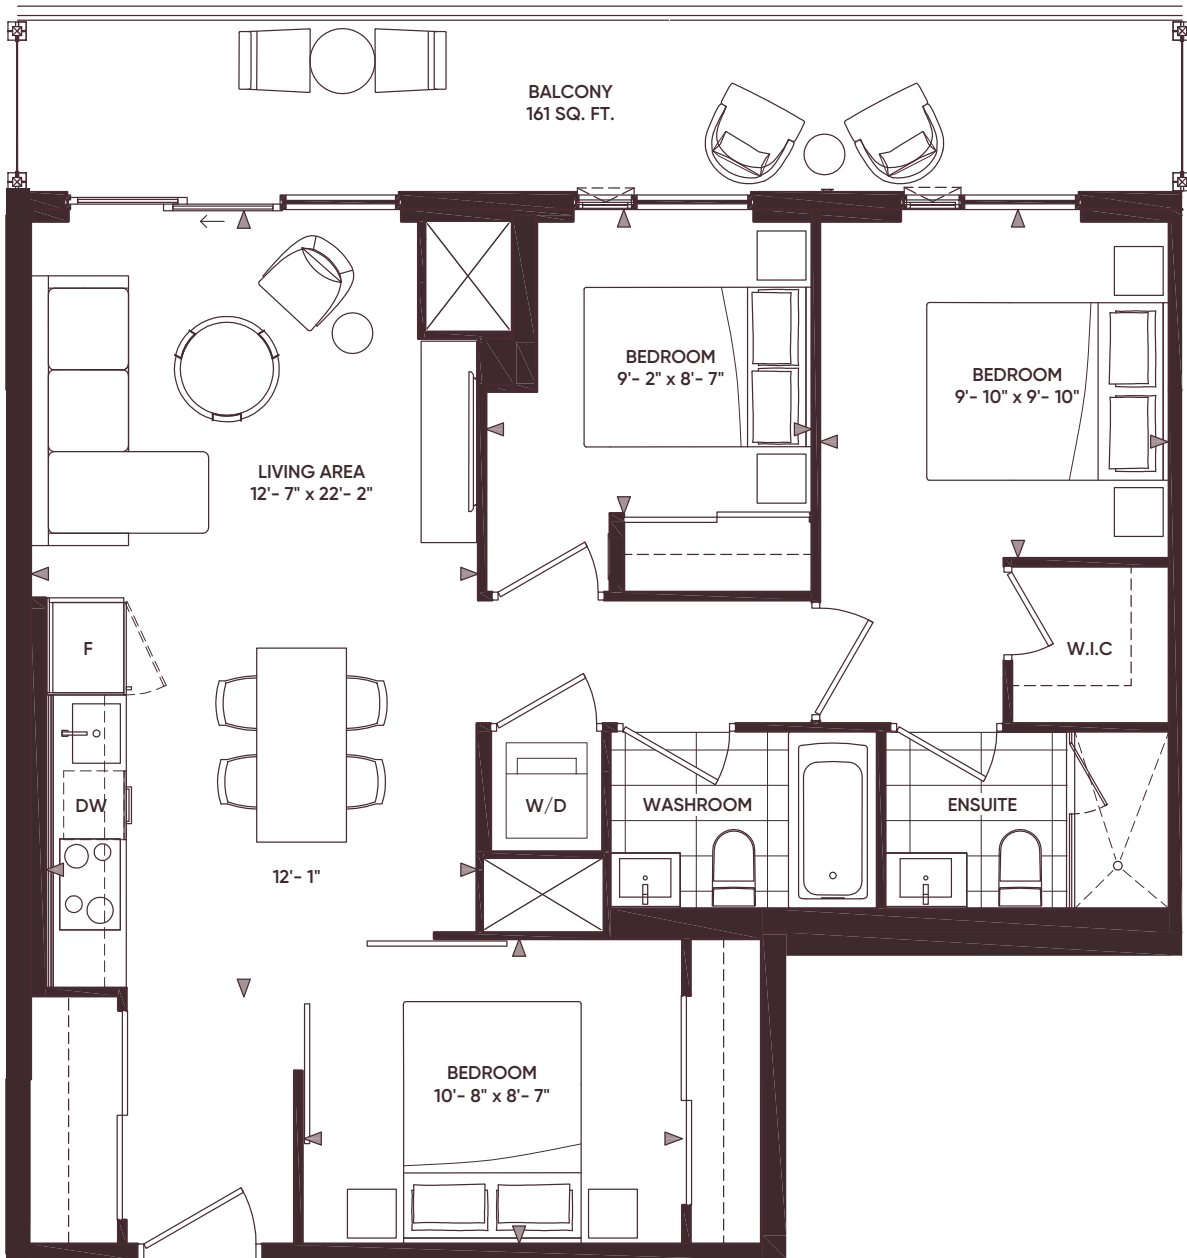 BALCONY
161 SQ. FT.
BEDROOM
9'- 2" x 8'- 7"
BEDROOM
9'- 10" x 9'- 10"
LIVING AREA
12'- 7" x 22'- 2"
F
W.I.C
DW
W/D
WASHROOM
ENSUITE
12'- 1"
BEDROOM
10'- 8" x 8'- 7"